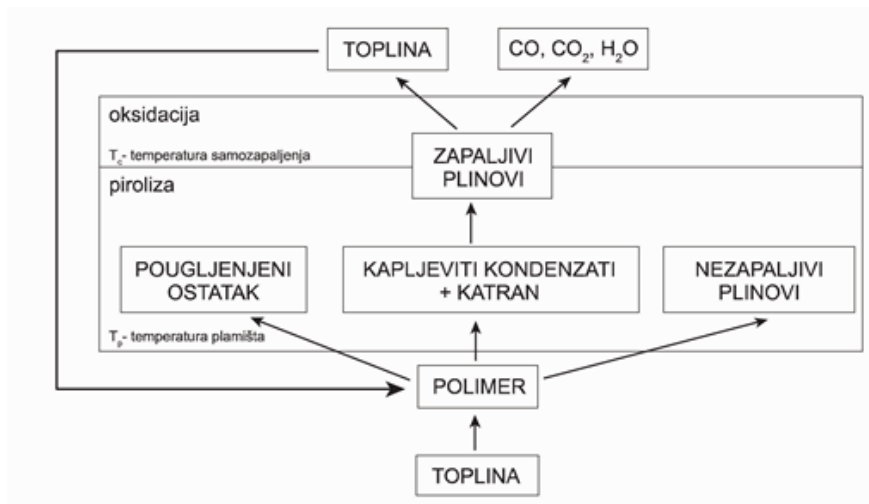 TOPLINA
CO, CO₂, H₂O
oksidacija
T꜀- temperatura samozapaljenja
ZAPALJIVI
PLINOVI
piroliza
POUGLJENJENI
OSTATAK
KAPLJEVITI KONDENZATI
+ KATRAN
NEZAPALJIVI
PLINOVI
Tₚ- temperatura plamišta
POLIMER
TOPLINA